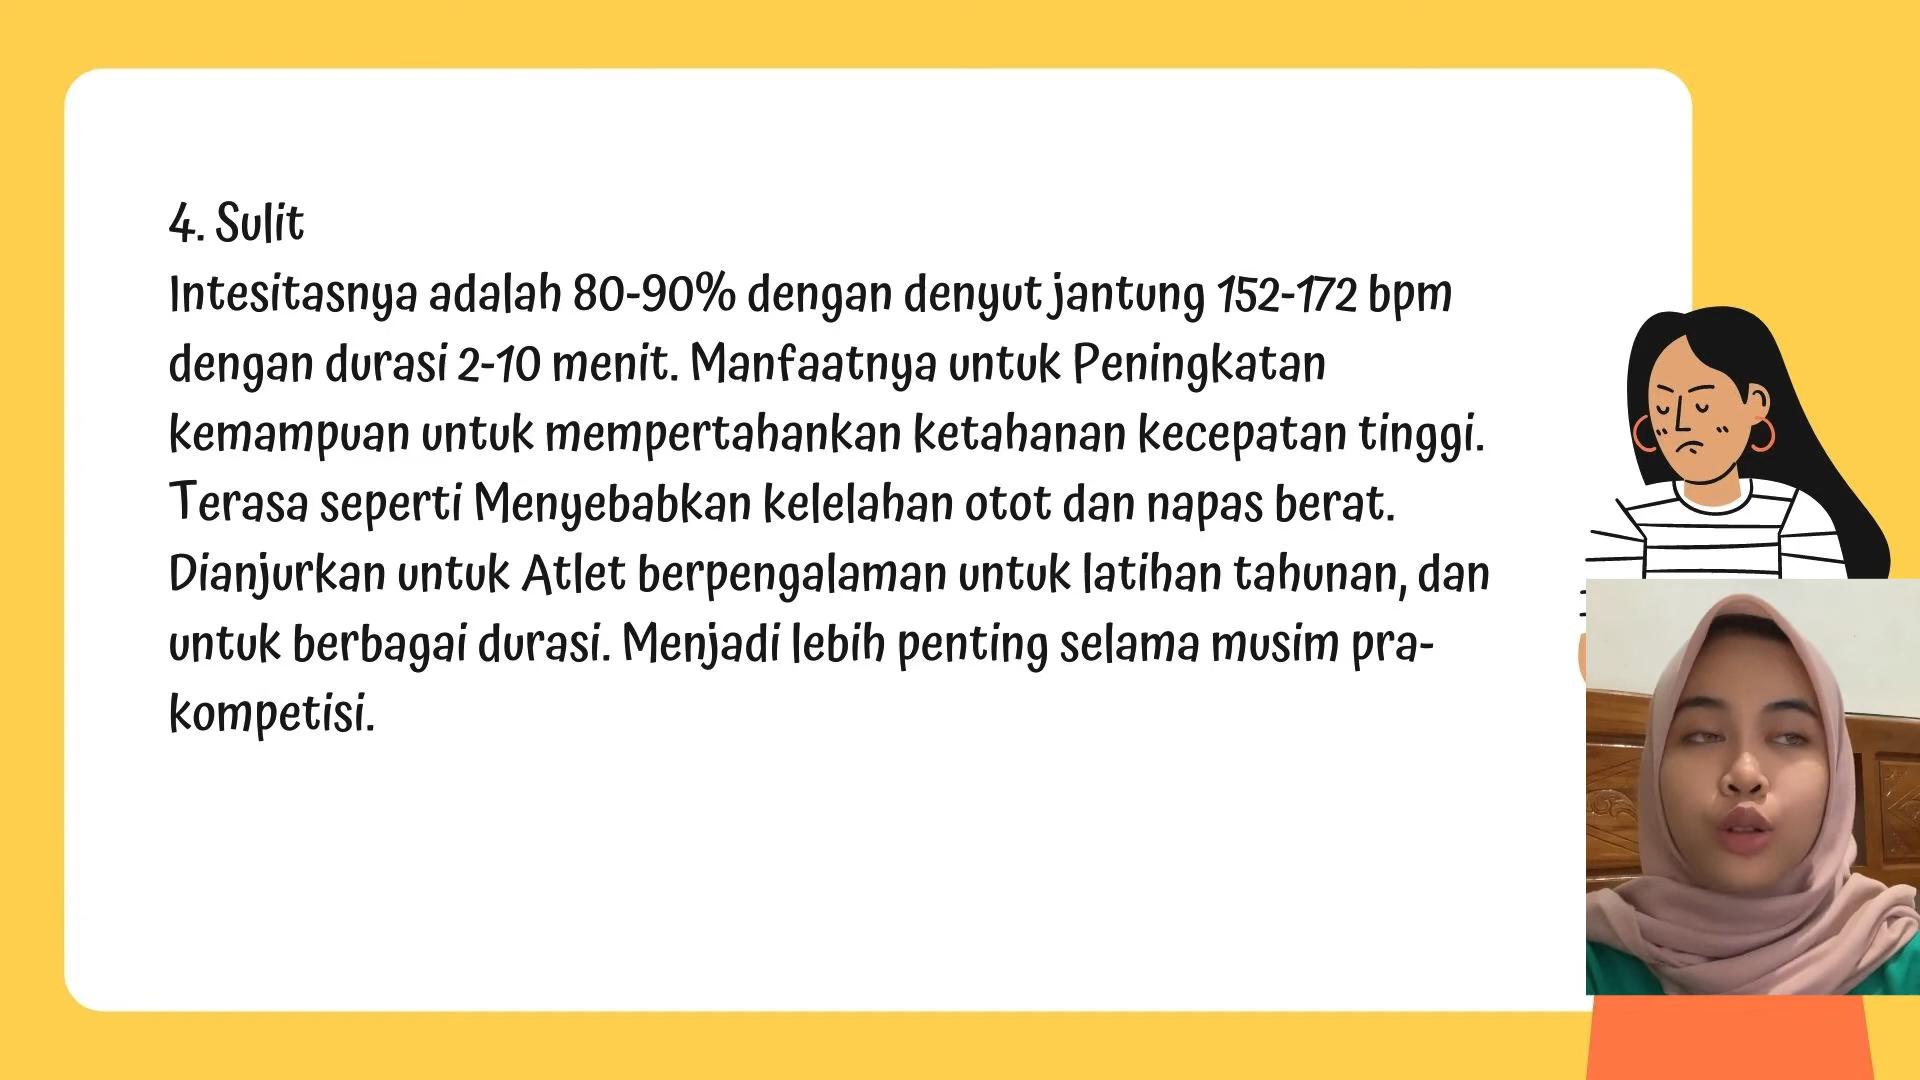 4. Sulit
Intesitasnya adalah 80-90% dengan denyut jantung 152-172 bpm
dengan durasi 2-10 menit. Manfaatnya untuk Peningkatan
kemampuan untuk mempertahankan ketahanan kecepatan tinggi.
Terasa seperti Menyebabkan kelelahan otot dan napas berat.
Dianjurkan untuk Atlet berpengalaman untuk latihan tahunan, dan
untuk berbagai durasi. Menjadi lebih penting selama musim pra-
kompetisi.